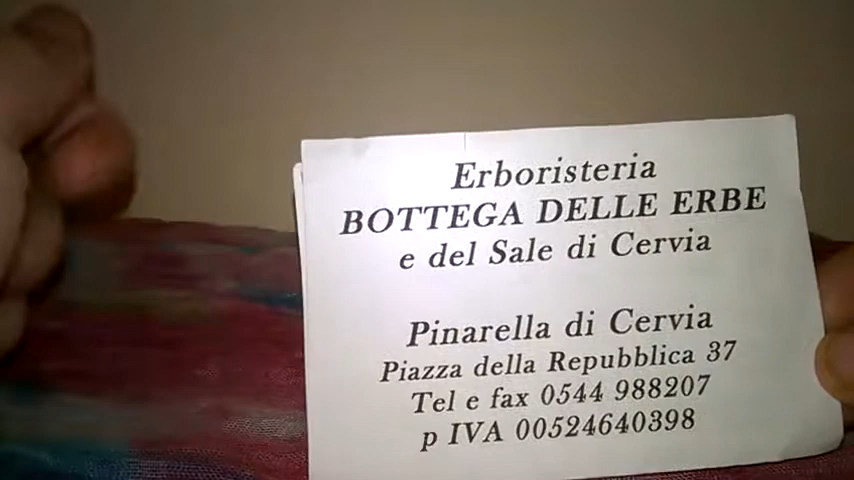 Erboristeria
BOTTEGA DELLE ERBE
e del Sale di Cervia
Pinarella di Cervia
Piazza della Repubblica 37
Tel e fax 0544 988207
p IVA 00524640398